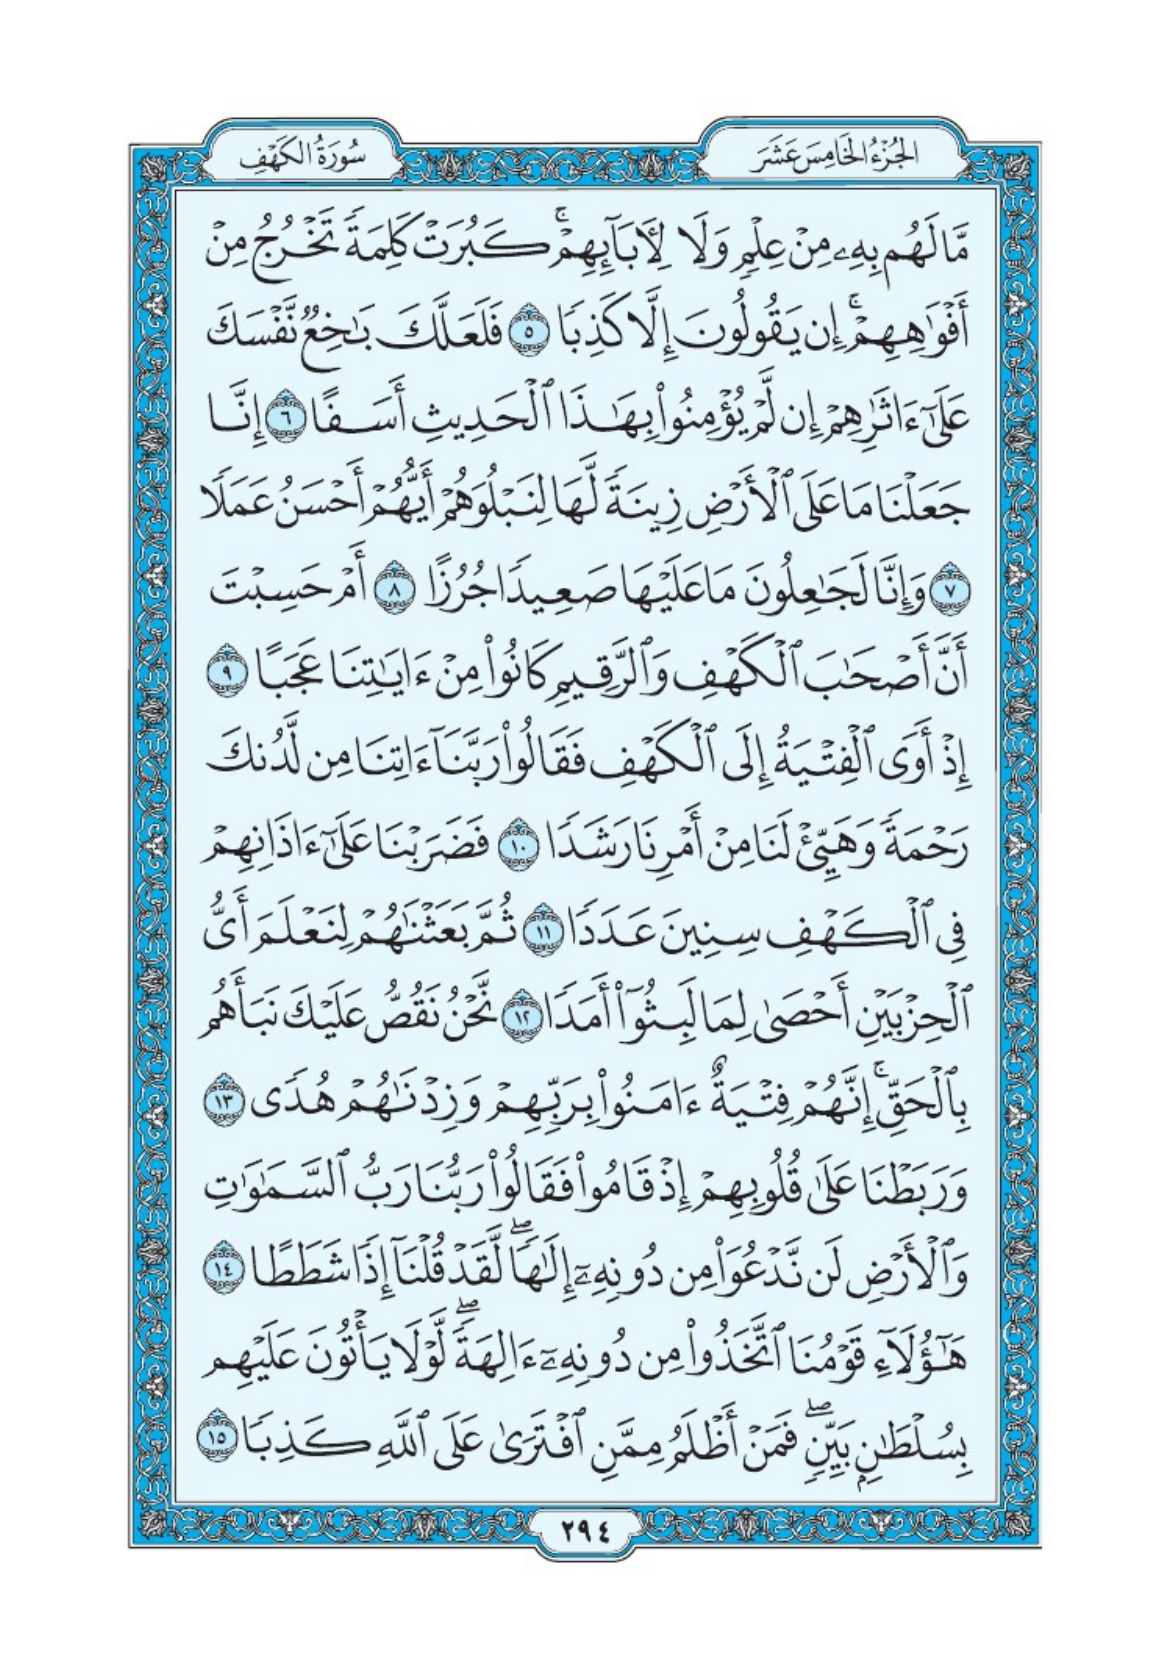 الجُزْءُ الخَامِسَ عَشَرَ
سُورَةُ الكَهْفِ
مَّا لَهُم بِهِۦ مِنْ عِلْمٍ وَلَا لِأَبَآئِهِمْۚ كَبُرَتْ كَلِمَةً تَخْرُجُ مِنْ
أَفْوَٰهِهِمْۚ إِن يَقُولُونَ إِلَّا كَذِبًا ٥ فَلَعَلَّكَ بَٰخِعٌ نَّفْسَكَ
عَلَىٰٓ ءَاثَٰرِهِمْ إِن لَّمْ يُؤْمِنُوا۟ بِهَٰذَا ٱلْحَدِيثِ أَسَفًا ٦ إِنَّا
جَعَلْنَا مَا عَلَى ٱلْأَرْضِ زِينَةً لَّهَا لِنَبْلُوَهُمْ أَيُّهُمْ أَحْسَنُ عَمَلًا
٧ وَإِنَّا لَجَٰعِلُونَ مَا عَلَيْهَا صَعِيدًا جُرُزًا ٨ أَمْ حَسِبْتَ
أَنَّ أَصْحَٰبَ ٱلْكَهْفِ وَٱلرَّقِيمِ كَانُوا۟ مِنْ ءَايَٰتِنَا عَجَبًا ٩
إِذْ أَوَى ٱلْفِتْيَةُ إِلَى ٱلْكَهْفِ فَقَالُوا۟ رَبَّنَآ ءَاتِنَا مِن لَّدُنكَ
رَحْمَةً وَهَيِّئْ لَنَا مِنْ أَمْرِنَا رَشَدًا ١٠ فَضَرَبْنَا عَلَىٰٓ ءَاذَانِهِمْ
فِى ٱلْكَهْفِ سِنِينَ عَدَدًا ١١ ثُمَّ بَعَثْنَٰهُمْ لِنَعْلَمَ أَىُّ
ٱلْحِزْبَيْنِ أَحْصَىٰ لِمَا لَبِثُوٓا۟ أَمَدًا ١٢ نَّحْنُ نَقُصُّ عَلَيْكَ نَبَأَهُم
بِٱلْحَقِّۚ إِنَّهُمْ فِتْيَةٌ ءَامَنُوا۟ بِرَبِّهِمْ وَزِدْنَٰهُمْ هُدًى ١٣
وَرَبَطْنَا عَلَىٰ قُلُوبِهِمْ إِذْ قَامُوا۟ فَقَالُوا۟ رَبُّنَا رَبُّ ٱلسَّمَٰوَٰتِ
وَٱلْأَرْضِ لَن نَّدْعُوَا۟ مِن دُونِهِۦٓ إِلَٰهًاۖ لَّقَدْ قُلْنَآ إِذًا شَطَطًا ١٤
هَٰٓؤُلَآءِ قَوْمُنَا ٱتَّخَذُوا۟ مِن دُونِهِۦٓ ءَالِهَةًۖ لَّوْلَا يَأْتُونَ عَلَيْهِم
بِسُلْطَٰنٍۭ بَيِّنٍۖ فَمَنْ أَظْلَمُ مِمَّنِ ٱفْتَرَىٰ عَلَى ٱللَّهِ كَذِبًا ١٥
٢٩٤